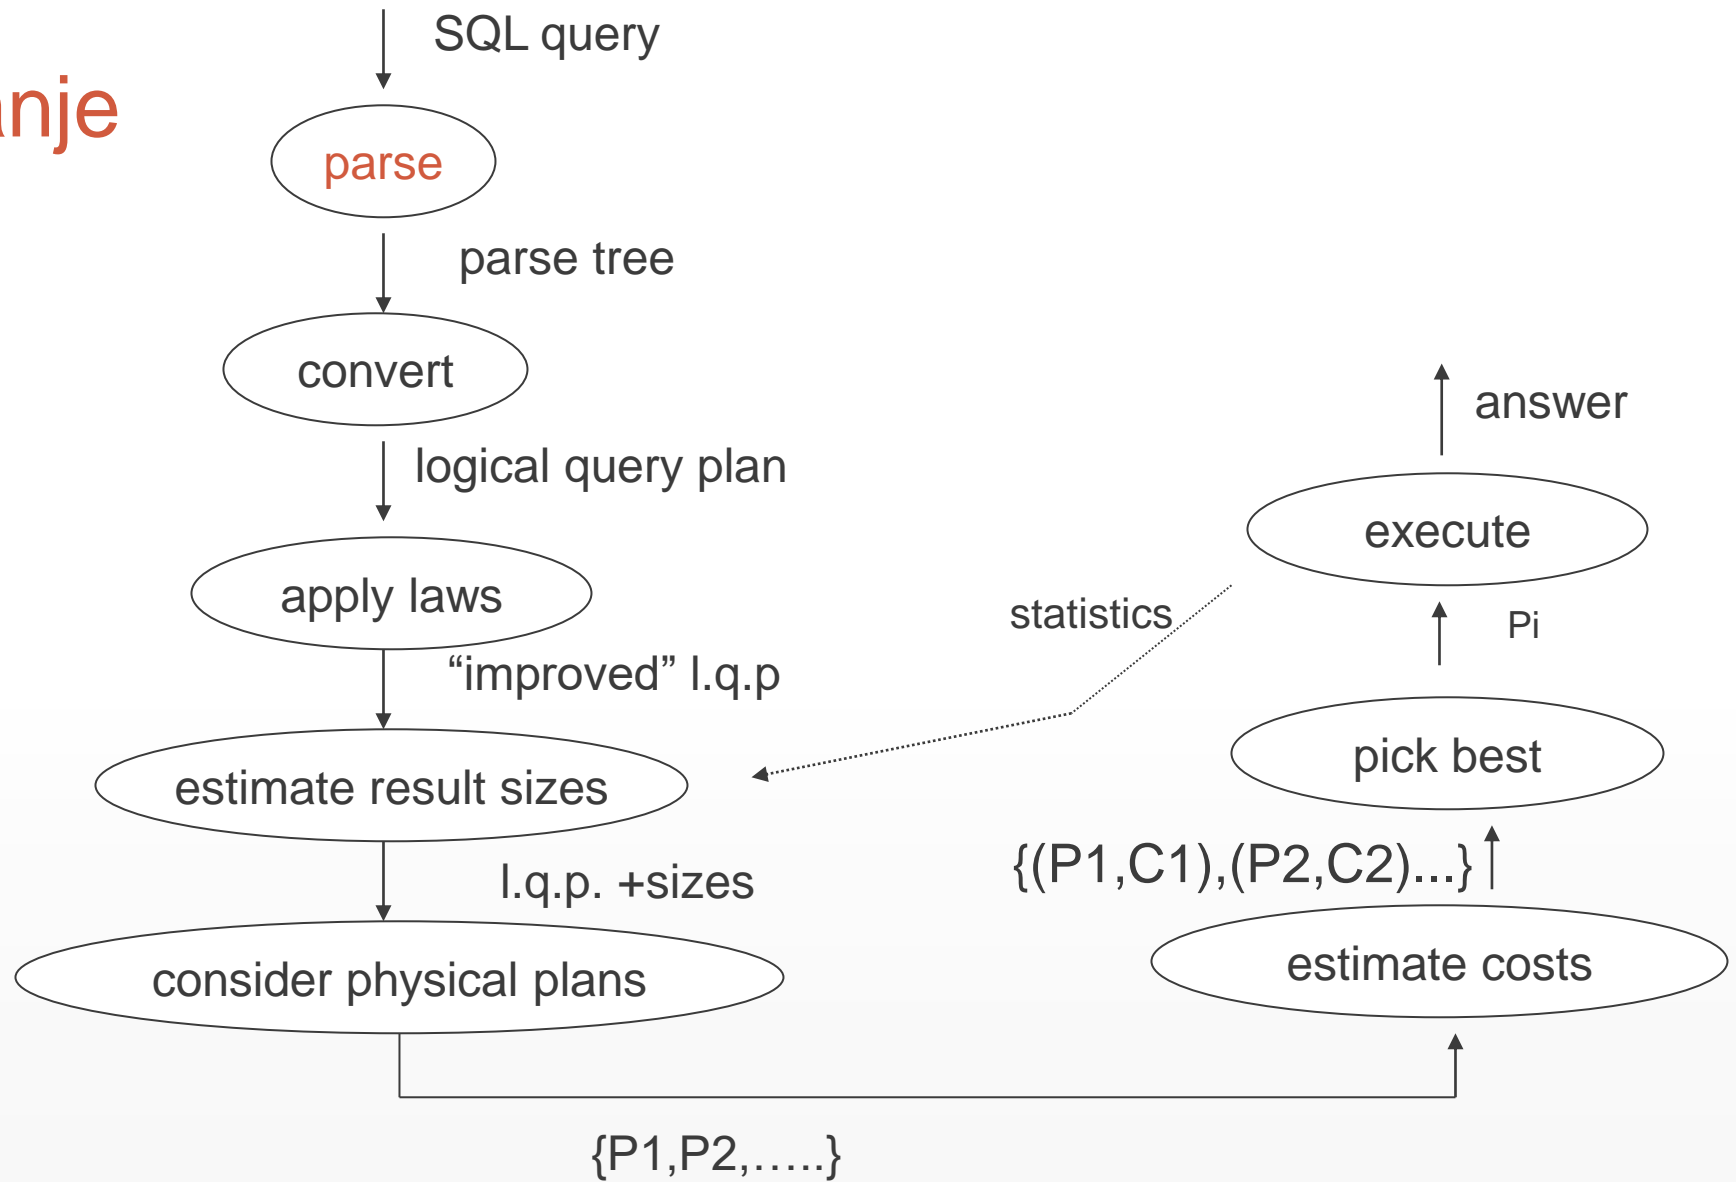 SQL query
anje
parse
parse tree
convert
logical query plan
apply laws
“improved” l.q.p
estimate result sizes
l.q.p. +sizes
consider physical plans
{P1,P2,…..}
estimate costs
{(P1,C1),(P2,C2)...}
pick best
Pi
execute
statistics
answer